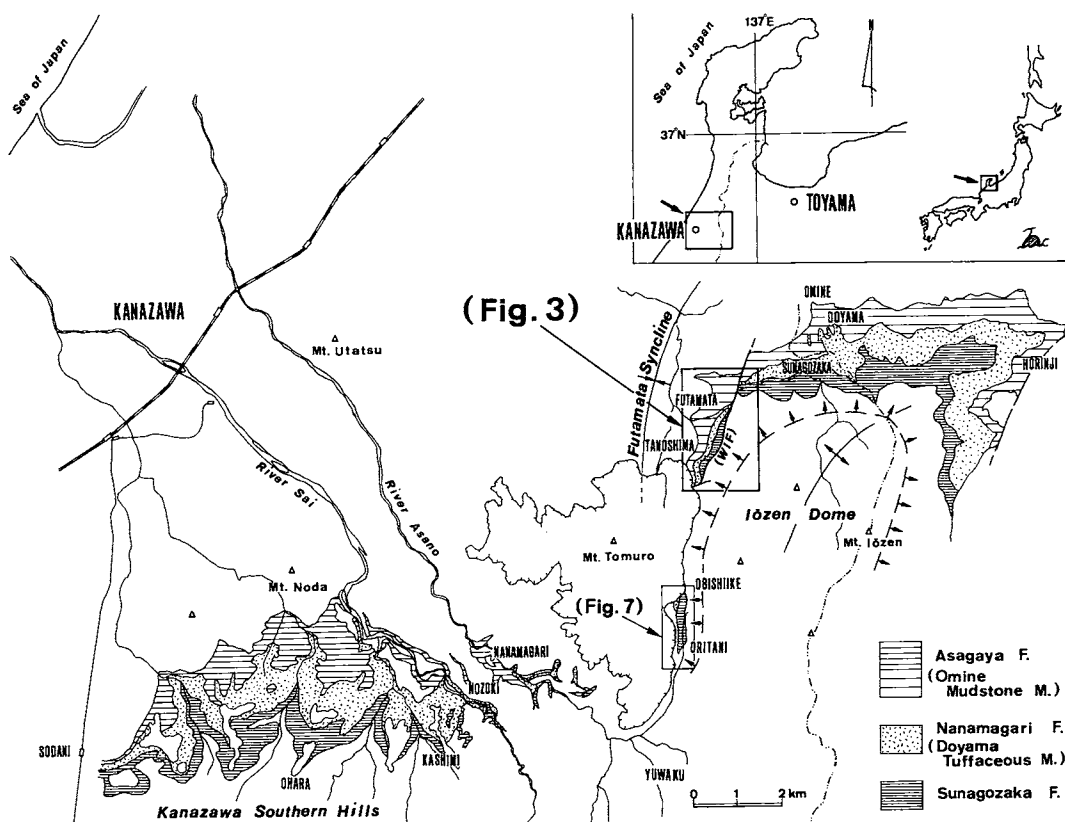 Sea of Japan
137°E
N
Sea of Japan
37°N
TOYAMA
KANAZAWA
KANAZAWA
Mt. Utatsu
(Fig. 3)
Futamata Syncline
OMINE
DOYAMA
SUNAGOZAKA
HORINJI
FUTAMATA
TANOSHIMA
(WIF)
Iōzen Dome
Mt. Iōzen
River Sai
River Asano
Mt. Tomuro
Mt. Noda
OBISHIIKE
(Fig. 7)
ORITANI
NANAMAGARI
NOZOKI
SODANI
OHARA
KASHIMI
YUWAKU
Kanazawa Southern Hills
0 1 2 km
Asagaya F.
(Omine
Mudstone M.)
Nanamagari F.
(Doyama
Tuffaceous M.)
Sunagozaka F.